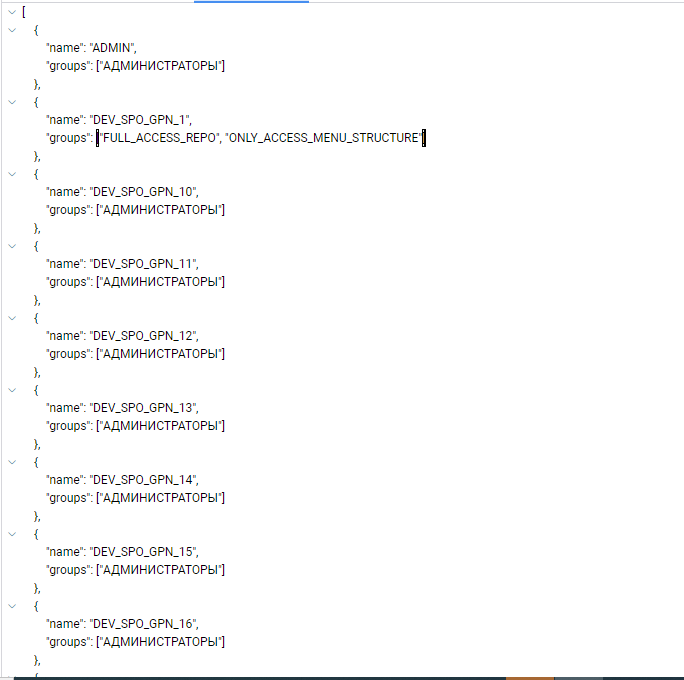 [
{
"name": "ADMIN",
"groups": ["АДМИНИСТРАТОРЫ"]
},
{
"name": "DEV_SPO_GPN_1",
"groups": ["FULL_ACCESS_REPO", "ONLY_ACCESS_MENU_STRUCTURE"]
},
{
"name": "DEV_SPO_GPN_10",
"groups": ["АДМИНИСТРАТОРЫ"]
},
{
"name": "DEV_SPO_GPN_11",
"groups": ["АДМИНИСТРАТОРЫ"]
},
{
"name": "DEV_SPO_GPN_12",
"groups": ["АДМИНИСТРАТОРЫ"]
},
{
"name": "DEV_SPO_GPN_13",
"groups": ["АДМИНИСТРАТОРЫ"]
},
{
"name": "DEV_SPO_GPN_14",
"groups": ["АДМИНИСТРАТОРЫ"]
},
{
"name": "DEV_SPO_GPN_15",
"groups": ["АДМИНИСТРАТОРЫ"]
},
{
"name": "DEV_SPO_GPN_16",
"groups": ["АДМИНИСТРАТОРЫ"]
},
{